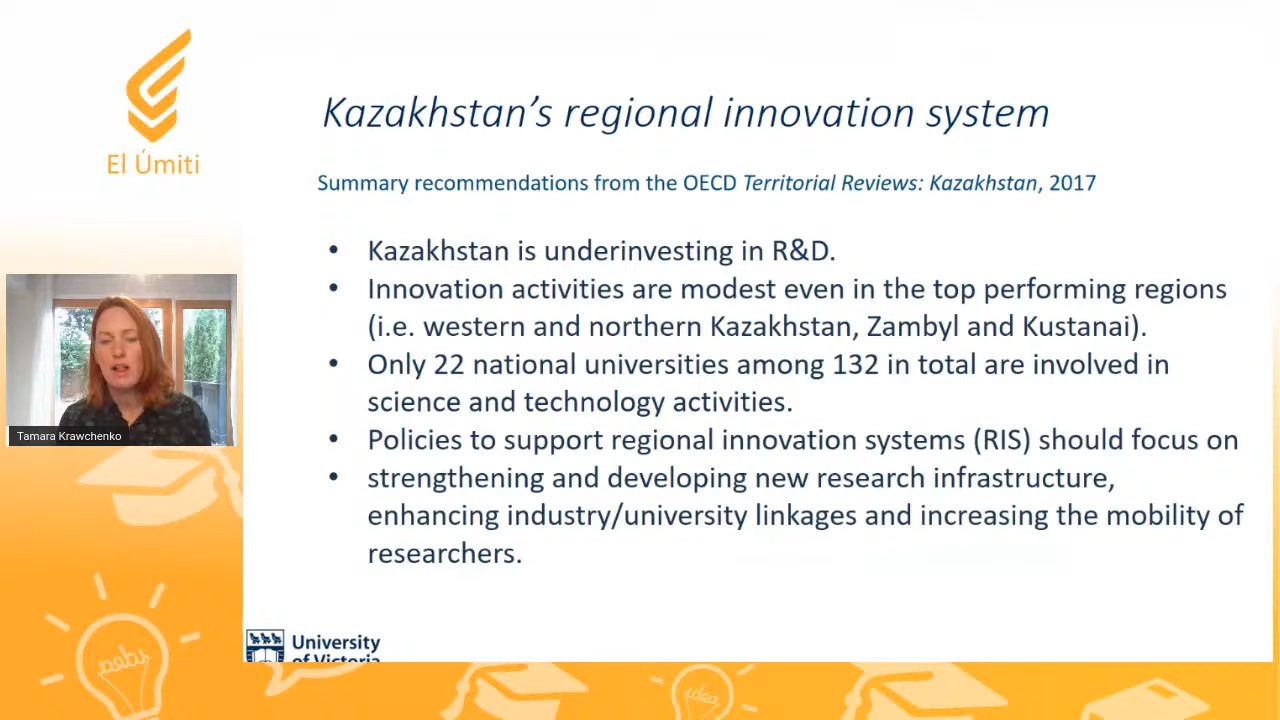 El Úmiti
Kazakhstan's regional innovation system
Summary recommendations from the OECD Territorial Reviews: Kazakhstan, 2017
• Kazakhstan is underinvesting in R&D.
• Innovation activities are modest even in the top performing regions
(i.e. western and northern Kazakhstan, Zambyl and Kustanai).
• Only 22 national universities among 132 in total are involved in
science and technology activities.
• Policies to support regional innovation systems (RIS) should focus on
• strengthening and developing new research infrastructure,
enhancing industry/university linkages and increasing the mobility of
researchers.
Tamara Krawchenko
University
of Victoria
idea
idea